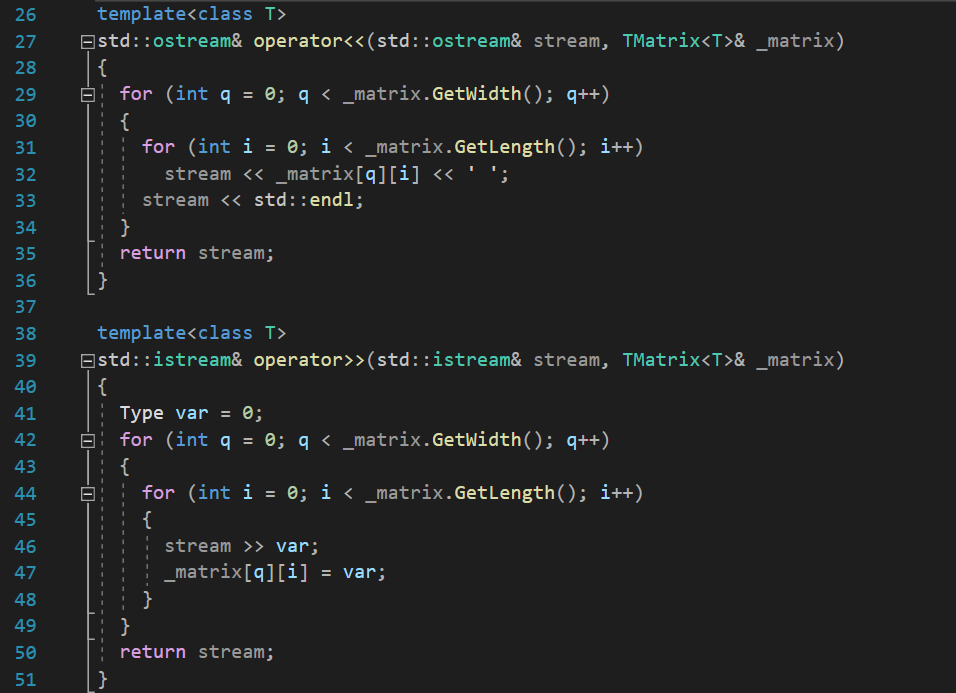 26 template<class T>
27 std::ostream& operator<<(std::ostream& stream, TMatrix<T>& _matrix)
28 {
29   for (int q = 0; q < _matrix.GetWidth(); q++)
30   {
31     for (int i = 0; i < _matrix.GetLength(); i++)
32       stream << _matrix[q][i] << ' ';
33     stream << std::endl;
34   }
35   return stream;
36 }
37
38 template<class T>
39 std::istream& operator>>(std::istream& stream, TMatrix<T>& _matrix)
40 {
41   Type var = 0;
42   for (int q = 0; q < _matrix.GetWidth(); q++)
43   {
44     for (int i = 0; i < _matrix.GetLength(); i++)
45     {
46       stream >> var;
47       _matrix[q][i] = var;
48     }
49   }
50   return stream;
51 }